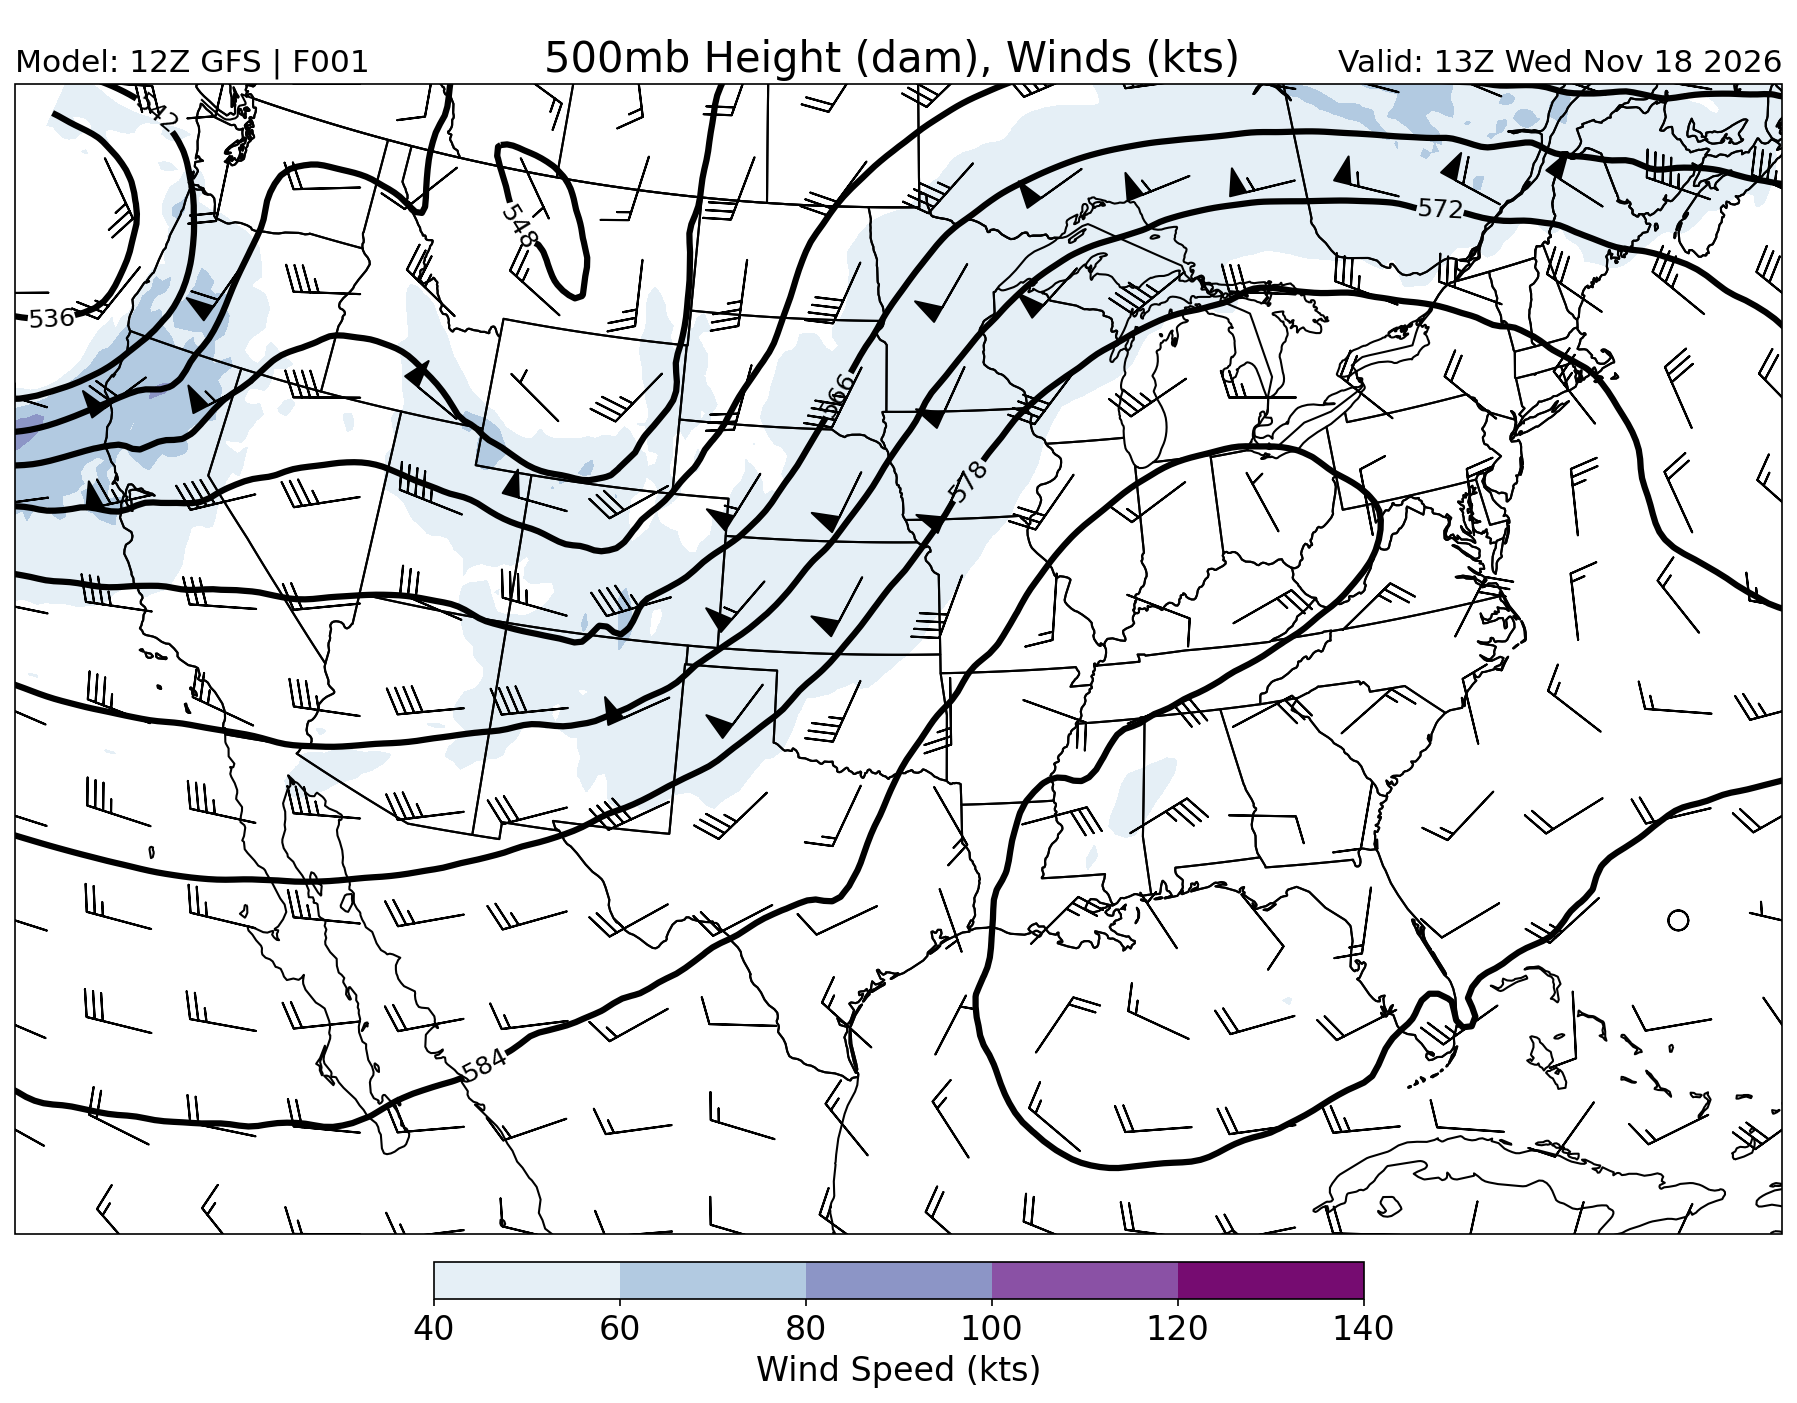 Model: 12Z GFS | F001
500mb Height (dam), Winds (kts)
Valid: 13Z Wed Nov 18 2026
548
572
536
566
578
584
40 60 80 100 120 140
Wind Speed (kts)